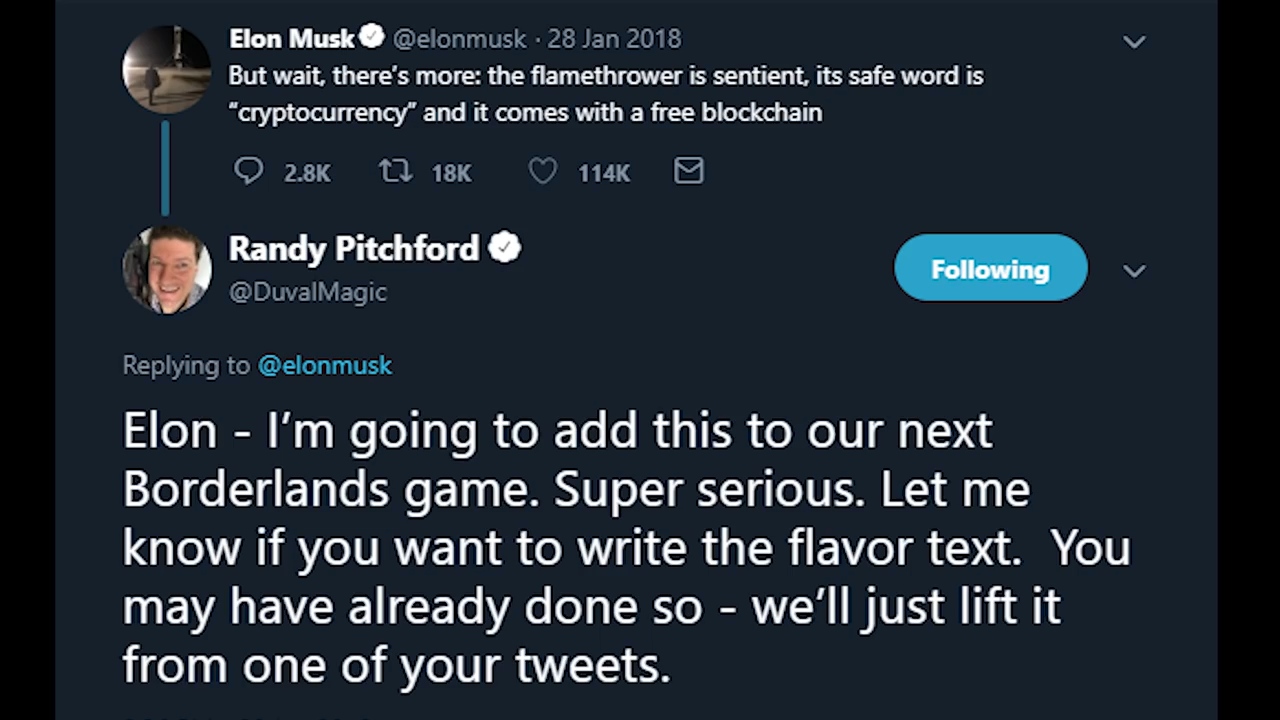 Elon Musk @elonmusk · 28 Jan 2018
But wait, there’s more: the flamethrower is sentient, its safe word is
“cryptocurrency” and it comes with a free blockchain
2.8K 18K 114K
Randy Pitchford
@DuvalMagic
Following
Replying to @elonmusk
Elon - I’m going to add this to our next
Borderlands game. Super serious. Let me
know if you want to write the flavor text.  You
may have already done so - we’ll just lift it
from one of your tweets.